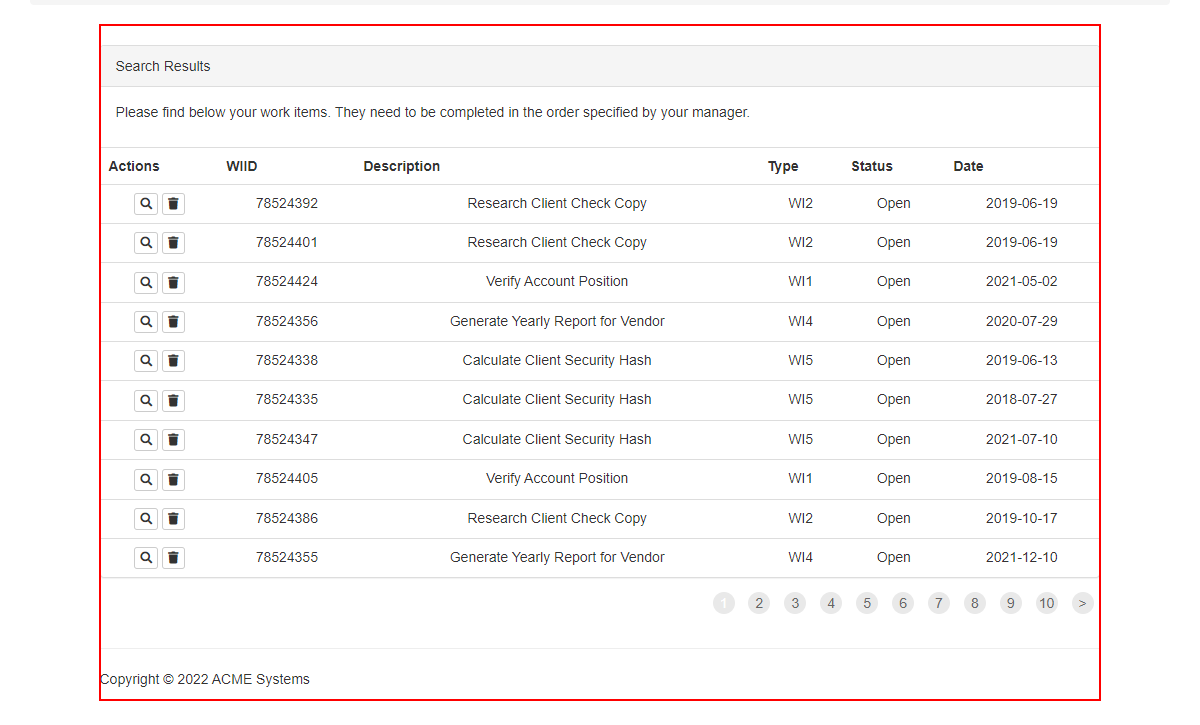 Search Results
Please find below your work items. They need to be completed in the order specified by your manager.
Actions WIID Description Type Status Date
78524392 Research Client Check Copy WI2 Open 2019-06-19
78524401 Research Client Check Copy WI2 Open 2019-06-19
78524424 Verify Account Position WI1 Open 2021-05-02
78524356 Generate Yearly Report for Vendor WI4 Open 2020-07-29
78524338 Calculate Client Security Hash WI5 Open 2019-06-13
78524335 Calculate Client Security Hash WI5 Open 2018-07-27
78524347 Calculate Client Security Hash WI5 Open 2021-07-10
78524405 Verify Account Position WI1 Open 2019-08-15
78524386 Research Client Check Copy WI2 Open 2019-10-17
78524355 Generate Yearly Report for Vendor WI4 Open 2021-12-10
1 2 3 4 5 6 7 8 9 10 >
Copyright © 2022 ACME Systems